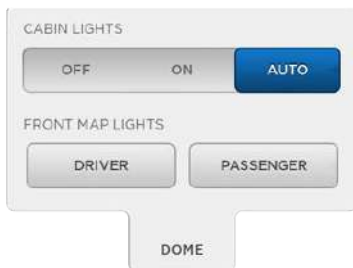 CABIN LIGHTS
OFF ON AUTO
FRONT MAP LIGHTS
DRIVER PASSENGER
DOME